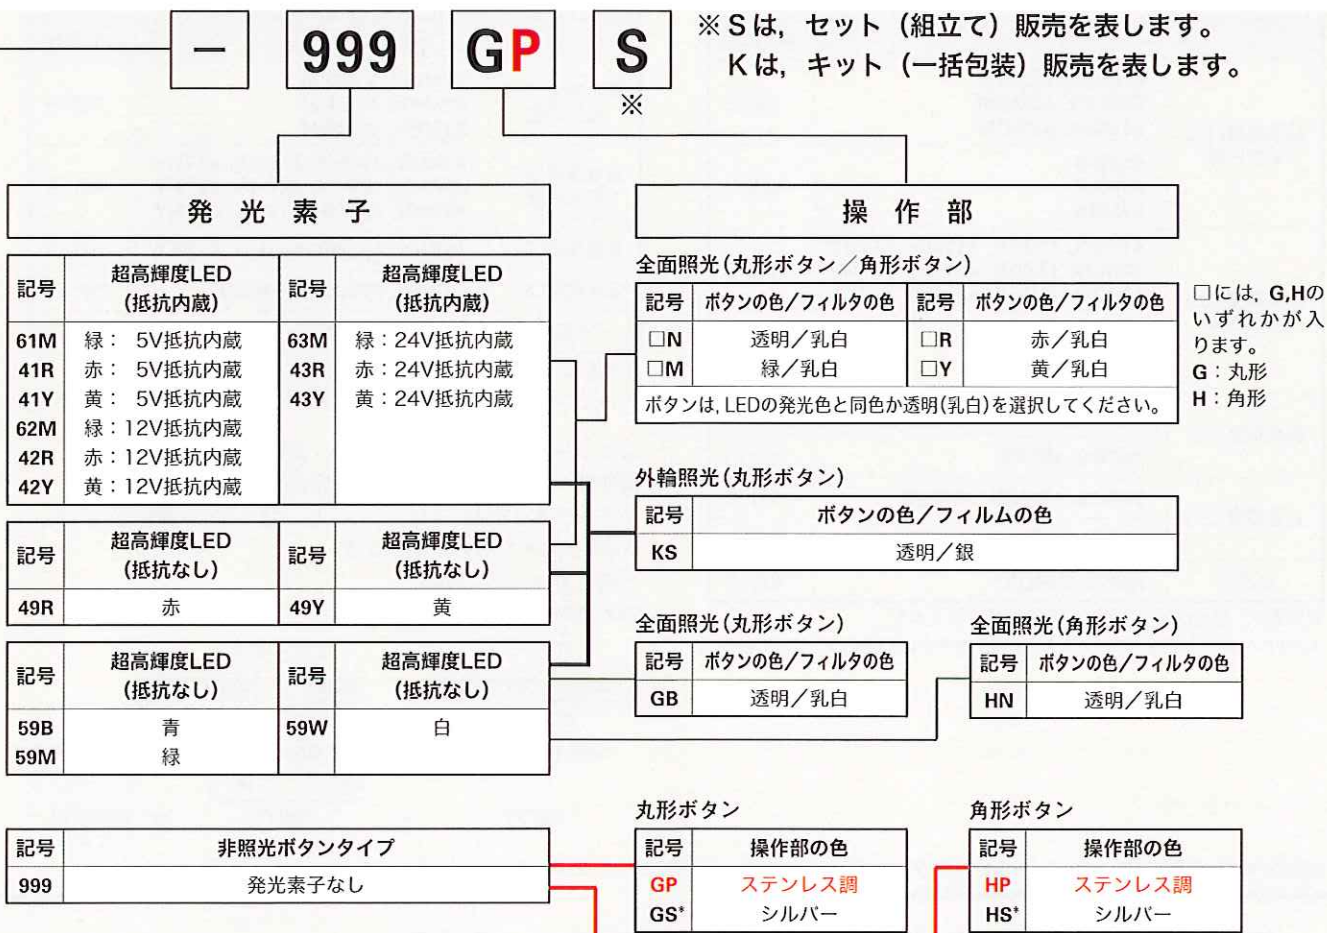 － 999 GP S
※
※Sは，セット（組立て）販売を表します。
Kは，キット（一括包装）販売を表します。
発光素子
記号 超高輝度LED 記号 超高輝度LED
(抵抗内蔵) (抵抗内蔵)
61M 緑： 5V抵抗内蔵 63M 緑：24V抵抗内蔵
41R 赤： 5V抵抗内蔵 43R 赤：24V抵抗内蔵
41Y 黄： 5V抵抗内蔵 43Y 黄：24V抵抗内蔵
62M 緑：12V抵抗内蔵
42R 赤：12V抵抗内蔵
42Y 黄：12V抵抗内蔵
記号 超高輝度LED 記号 超高輝度LED
(抵抗なし) (抵抗なし)
49R 赤 49Y 黄
記号 超高輝度LED 記号 超高輝度LED
(抵抗なし) (抵抗なし)
59B 青 59W 白
59M 緑
記号 非照光ボタンタイプ
999 発光素子なし
操作部
全面照光(丸形ボタン／角形ボタン)
記号 ボタンの色/フィルタの色 記号 ボタンの色/フィルタの色
□N 透明／乳白 □R 赤／乳白
□M 緑／乳白 □Y 黄／乳白
ボタンは，LEDの発光色と同色か透明(乳白)を選択してください。
□には，G,Hの
いずれかが入
ります。
G：丸形
H：角形
外輪照光(丸形ボタン)
記号 ボタンの色／フィルムの色
KS 透明／銀
全面照光(丸形ボタン)
記号 ボタンの色/フィルタの色
GB 透明／乳白
全面照光(角形ボタン)
記号 ボタンの色/フィルタの色
HN 透明／乳白
丸形ボタン
記号 操作部の色
GP ステンレス調
GS* シルバー
角形ボタン
記号 操作部の色
HP ステンレス調
HS* シルバー